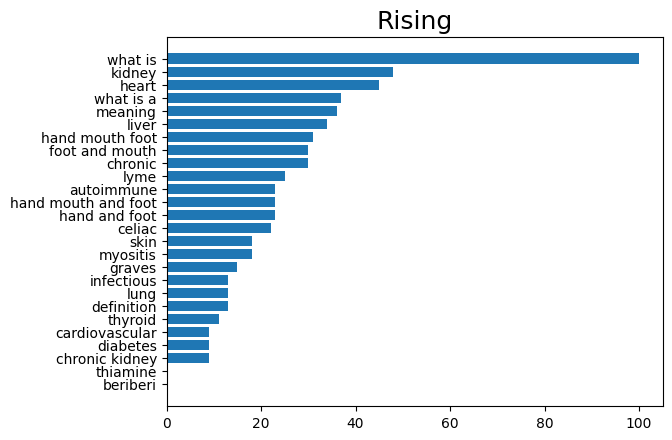 Rising
what is
kidney
heart
what is a
meaning
liver
hand mouth foot
foot and mouth
chronic
lyme
autoimmune
hand mouth and foot
hand and foot
celiac
skin
myositis
graves
infectious
lung
definition
thyroid
cardiovascular
diabetes
chronic kidney
thiamine
beriberi
0 20 40 60 80 100